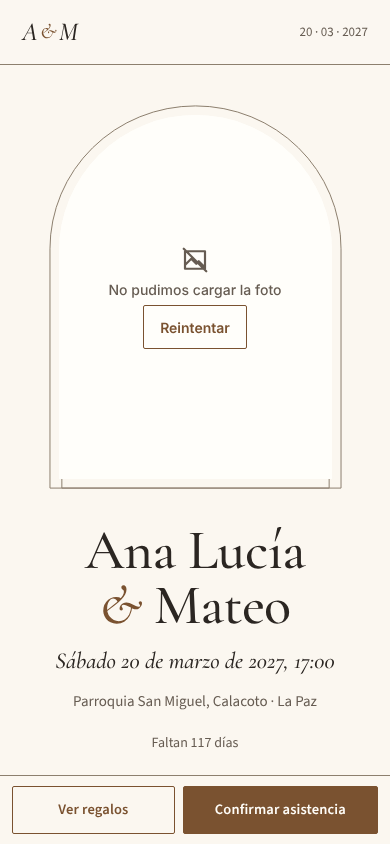 A & M
20 · 03 · 2027
No pudimos cargar la foto
Reintentar
Ana Lucía
& Mateo
Sábado 20 de marzo de 2027, 17:00
Parroquia San Miguel, Calacoto · La Paz
Faltan 117 días
Ver regalos
Confirmar asistencia